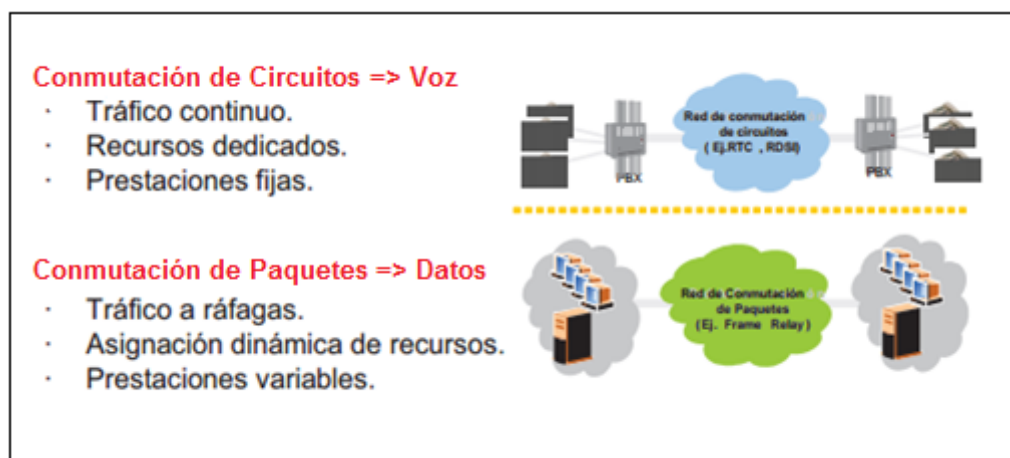 Conmutación de Circuitos => Voz
· Tráfico continuo.
· Recursos dedicados.
· Prestaciones fijas.
Red de conmutación
de circuitos
( Ej.RTC , RDSI)
PBX
PBX
Conmutación de Paquetes => Datos
· Tráfico a ráfagas.
· Asignación dinámica de recursos.
· Prestaciones variables.
Red de Conmutación
de Paquetes
(Ej. Frame Relay)